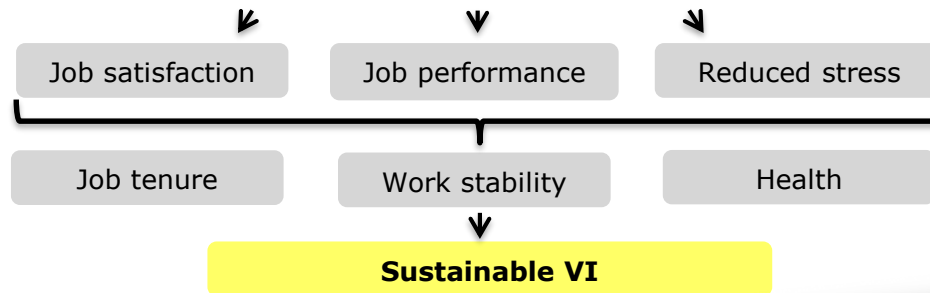 Job satisfaction Job performance Reduced stress
Job tenure Work stability Health
Sustainable VI